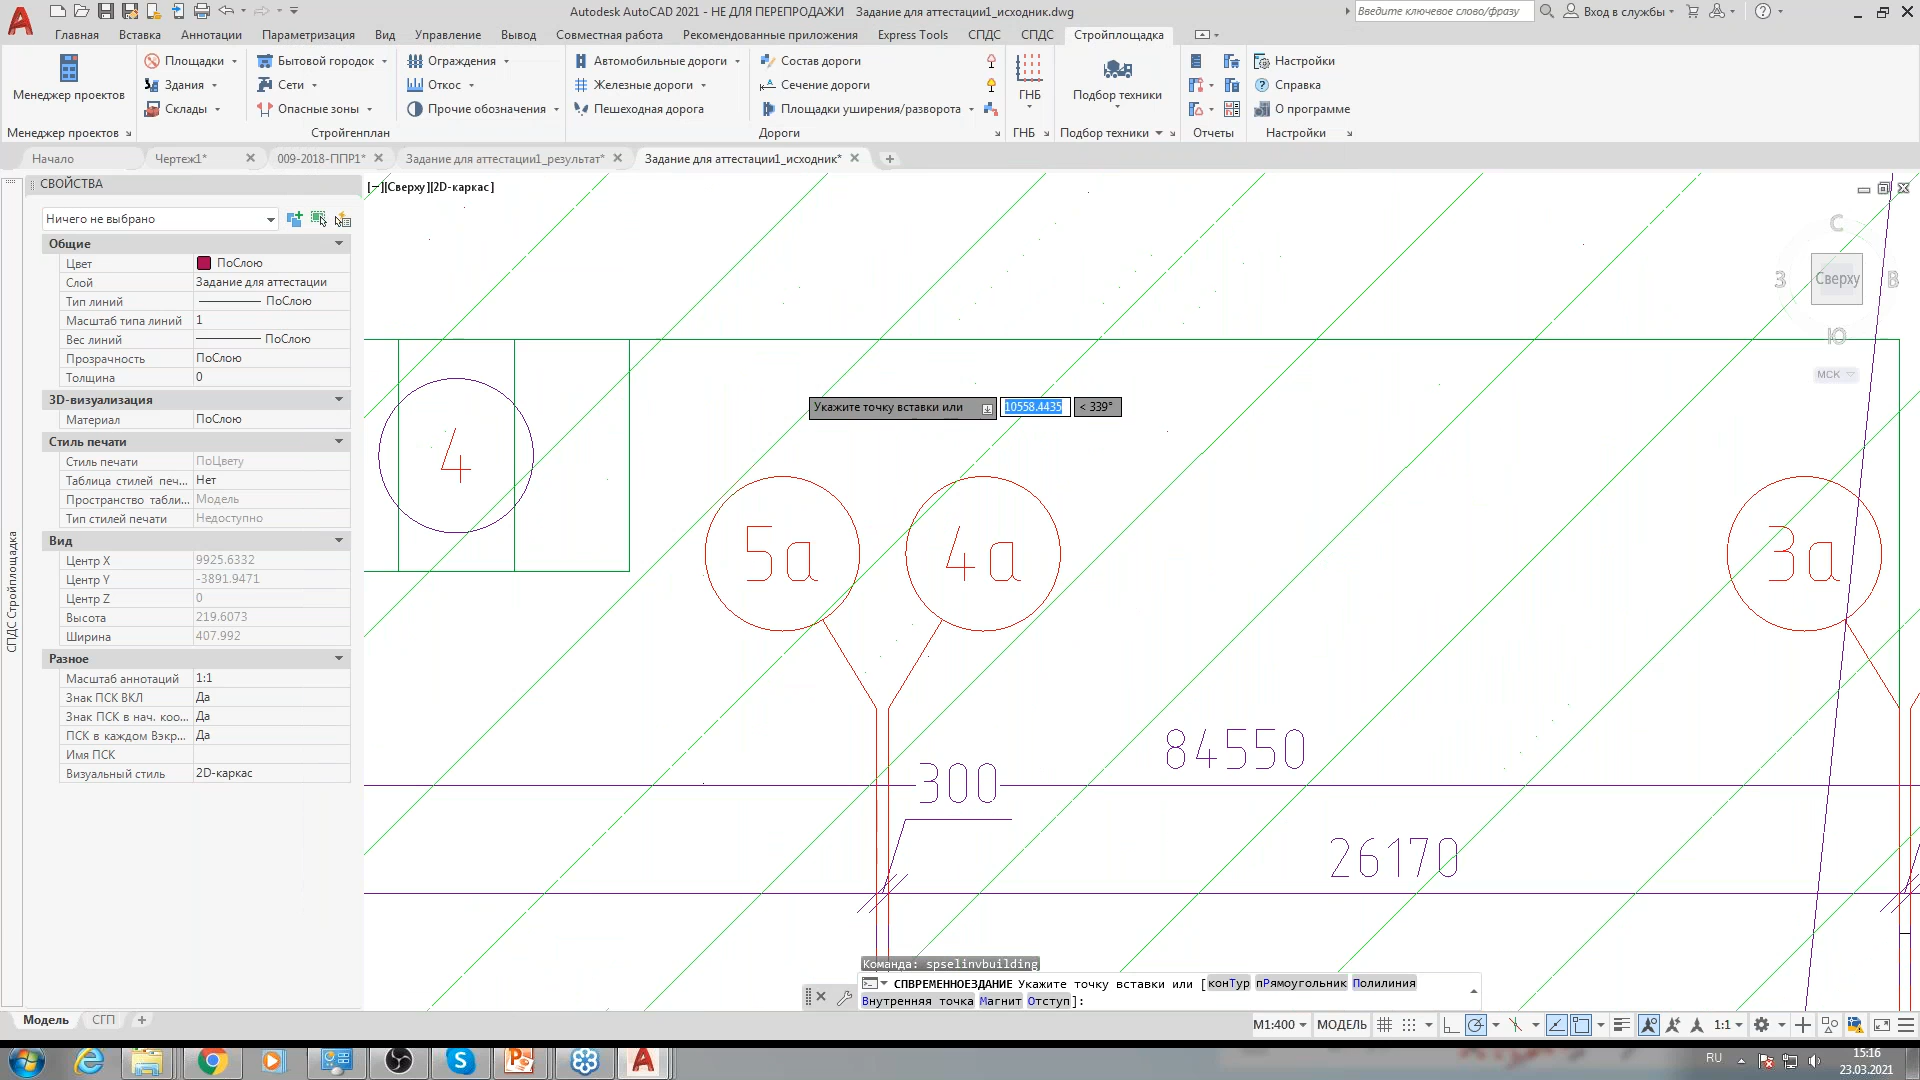 Autodesk AutoCAD 2021 - НЕ ДЛЯ ПЕРЕПРОДАЖИ Задание для аттестации1_исходник.dwg
Введите ключевое слово/фразу
Вход в службы
Главная Вставка Аннотации Параметризация Вид Управление Вывод Совместная работа Рекомендованные приложения Express Tools СПДС СПДС Стройплощадка
Менеджер проектов
Площадки
Здания
Склады
Бытовой городок
Сети
Опасные зоны
Ограждения
Откос
Прочие обозначения
Автомобильные дороги
Железные дороги
Пешеходная дорога
Состав дороги
Сечение дороги
Площадки уширения/разворота
ГНБ
Подбор техники
Настройки
Справка
О программе
Менеджер проектов Стройгенплан Дороги ГНБ Подбор техники Отчеты Настройки
Начало Чертеж1* 009-2018-ППР1* Задание для аттестации1_результат* Задание для аттестации1_исходник*
СВОЙСТВА
Ничего не выбрано
Общие
Цвет ПоСлою
Слой Задание для аттестации
Тип линий ПоСлою
Масштаб типа линий 1
Вес линий ПоСлою
Прозрачность ПоСлою
Толщина 0
3D-визуализация
Материал ПоСлою
Стиль печати
Стиль печати ПоЦвету
Таблица стилей печ... Нет
Пространство табли... Модель
Тип стилей печати Недоступно
Вид
Центр X 9925.6332
Центр Y -3891.9471
Центр Z 0
Высота 219.6073
Ширина 407.992
Разное
Масштаб аннотаций 1:1
Знак ПСК ВКЛ Да
Знак ПСК в нач. коо... Да
ПСК в каждом Вэкр... Да
Имя ПСК
Визуальный стиль 2D-каркас
СПДС Стройплощадка
[−][Сверху][2D-каркас]
С
З Сверху В
Ю
МСК
Укажите точку вставки или 10558.4435 < 339°
4
5а 4а 3а
84550
300
26170
Команда: spselinvbuilding
СПВРЕМЕННОЕЗДАНИЕ Укажите точку вставки или [конТур пРямоугольник Полилиния
Внутренняя точка Магнит Отступ]:
Модель СГП
М1:400 МОДЕЛЬ 1:1
RU
15:16
23.03.2021